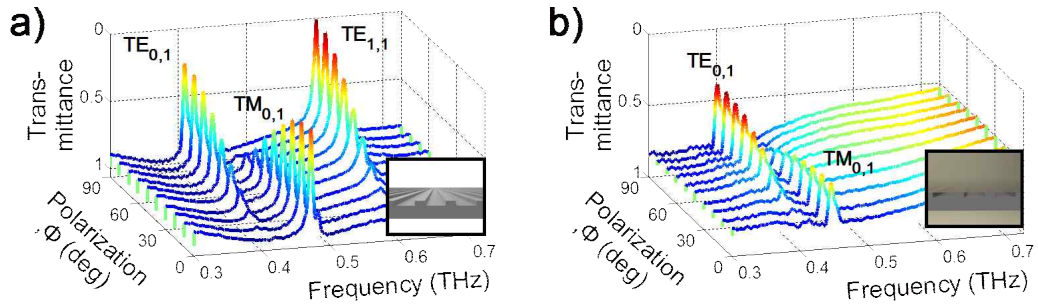 a)
TE0,1
TE1,1
TM0,1
Trans-
mittance
0
0.5
1
90
60
30
0
Polarization
, Φ (deg)
0.3
0.4
0.5
0.6
0.7
Frequency (THz)
b)
TE0,1
TM0,1
Trans-
mittance
0
0.5
1
90
60
30
0
Polarization
, Φ (deg)
0.3
0.4
0.5
0.6
0.7
Frequency (THz)